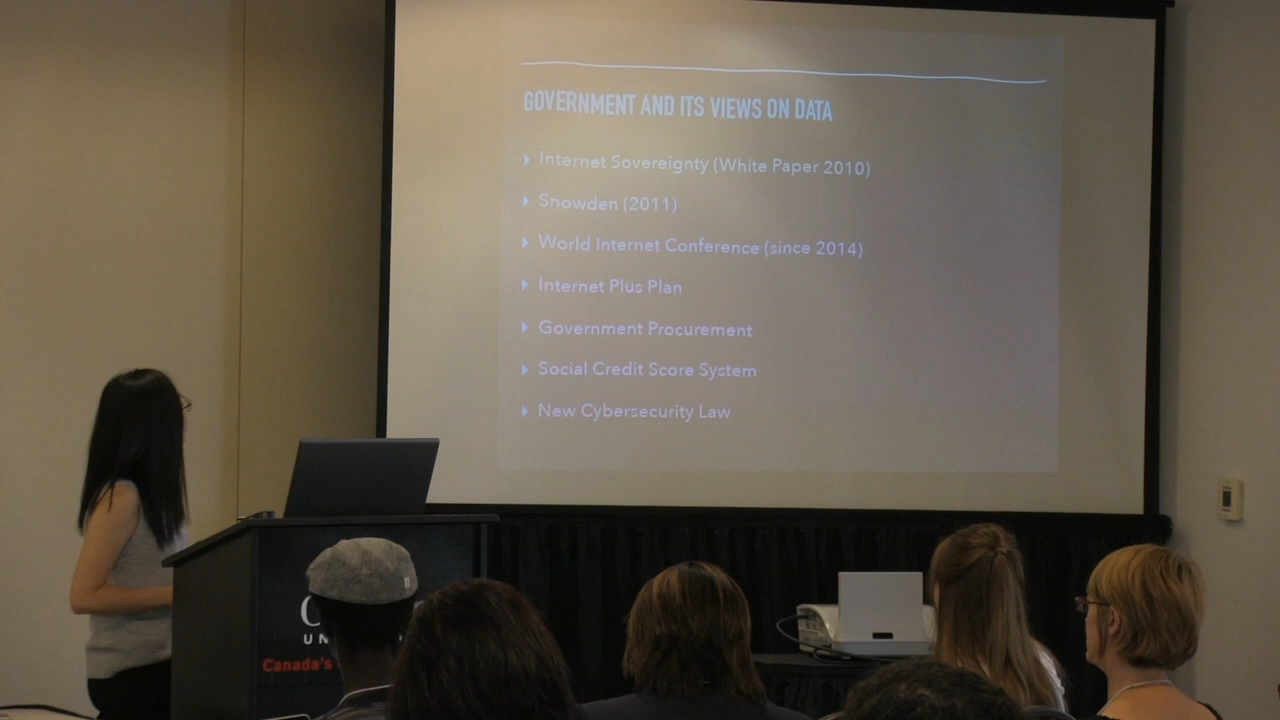 GOVERNMENT AND ITS VIEWS ON DATA
Internet Sovereignty (White Paper 2010)
Snowden (2011)
World Internet Conference (since 2014)
Internet Plus Plan
Government Procurement
Social Credit Score System
New Cybersecurity Law
Canada's